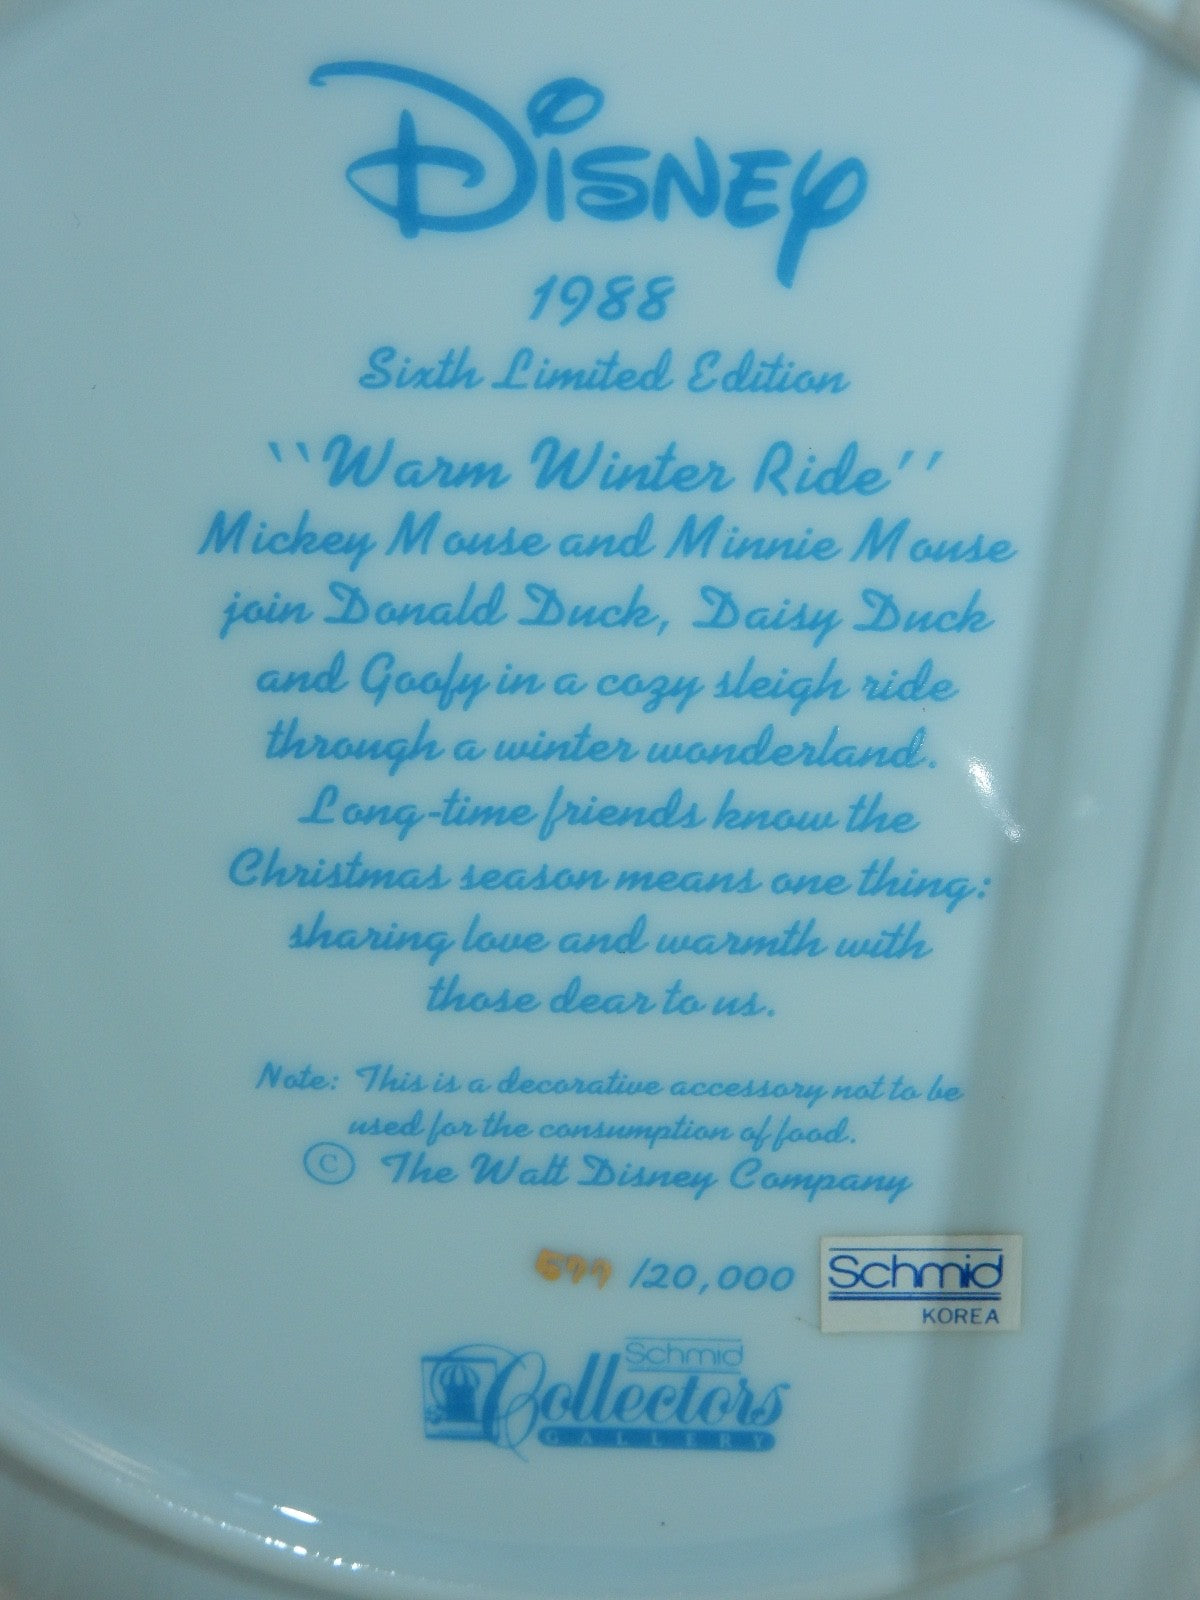 Disney
1988
Sixth Limited Edition
"Warm Winter Ride"
Mickey Mouse and Minnie Mouse
join Donald Duck, Daisy Duck
and Goofy in a cozy sleigh ride
through a winter wonderland.
Long-time friends know the
Christmas season means one thing:
sharing love and warmth with
those dear to us.
Note: This is a decorative accessory not to be
used for the consumption of food.
© The Walt Disney Company
/20,000
Schmid
KOREA
Schmid
Collectors
GALLERY